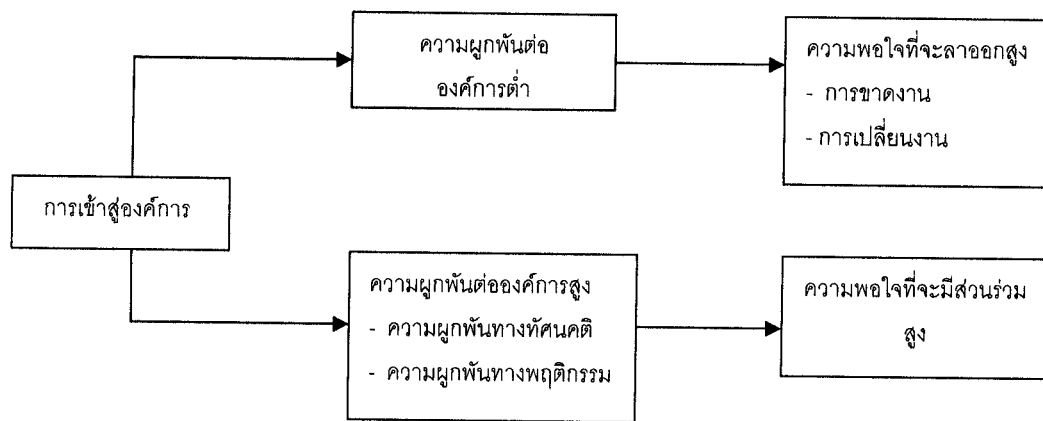 ความผูกพันต่อ
องค์การต่ำ
ความพอใจที่จะลาออกสูง
- การขาดงาน
- การเปลี่ยนงาน
การเข้าสู่องค์การ
ความผูกพันต่อองค์การสูง
- ความผูกพันทางทัศนคติ
- ความผูกพันทางพฤติกรรม
ความพอใจที่จะมีส่วนร่วม
สูง